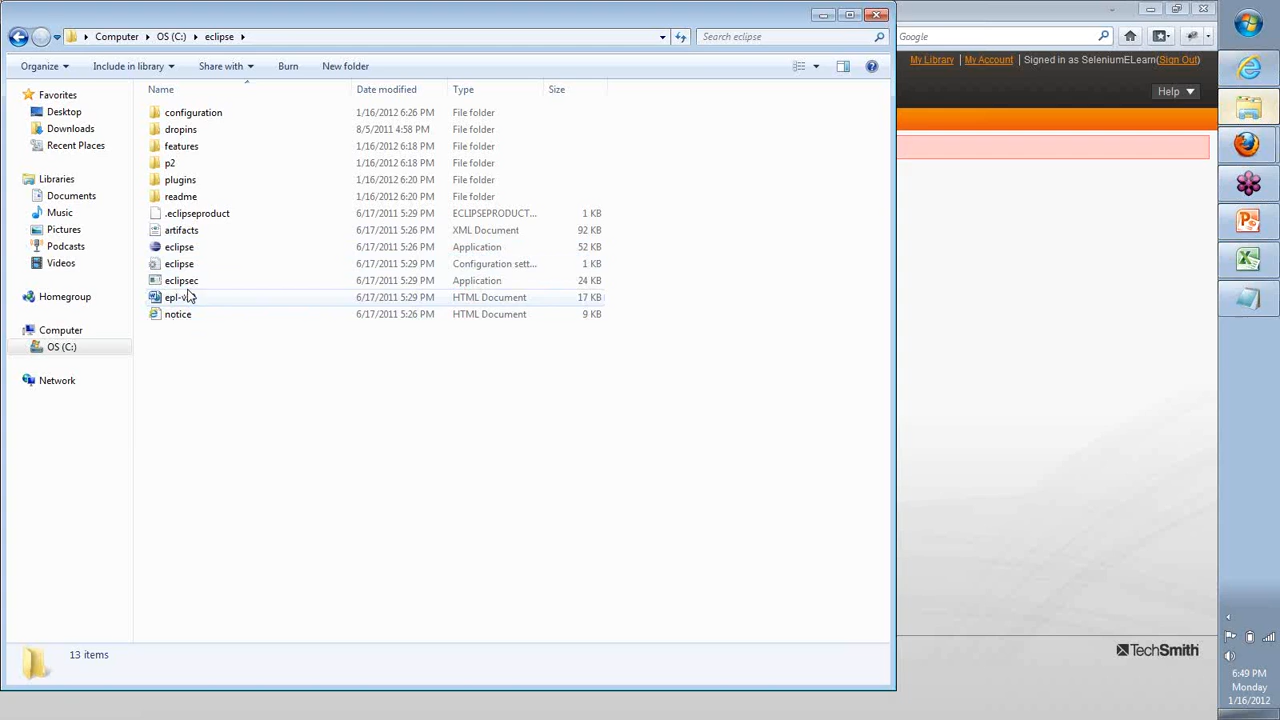 Computer OS (C:) eclipse
Search eclipse
Google
Organize Include in library Share with Burn New folder
My Library My Account Signed in as SeleniumELearn(Sign Out)
Help
Name Date modified Type Size
Favorites
Desktop
Downloads
Recent Places
Libraries
Documents
Music
Pictures
Podcasts
Videos
Homegroup
Computer
OS (C:)
Network
configuration 1/16/2012 6:26 PM File folder
dropins 8/5/2011 4:58 PM File folder
features 1/16/2012 6:18 PM File folder
p2 1/16/2012 6:18 PM File folder
plugins 1/16/2012 6:20 PM File folder
readme 1/16/2012 6:20 PM File folder
.eclipseproduct 6/17/2011 5:29 PM ECLIPSEPRODUCT... 1 KB
artifacts 6/17/2011 5:26 PM XML Document 92 KB
eclipse 6/17/2011 5:26 PM Application 52 KB
eclipse 6/17/2011 5:29 PM Configuration sett... 1 KB
eclipsec 6/17/2011 5:29 PM Application 24 KB
6/17/2011 5:29 PM HTML Document 17 KB
notice 6/17/2011 5:26 PM HTML Document 9 KB
13 items
TechSmith
6:49 PM
Monday
1/16/2012